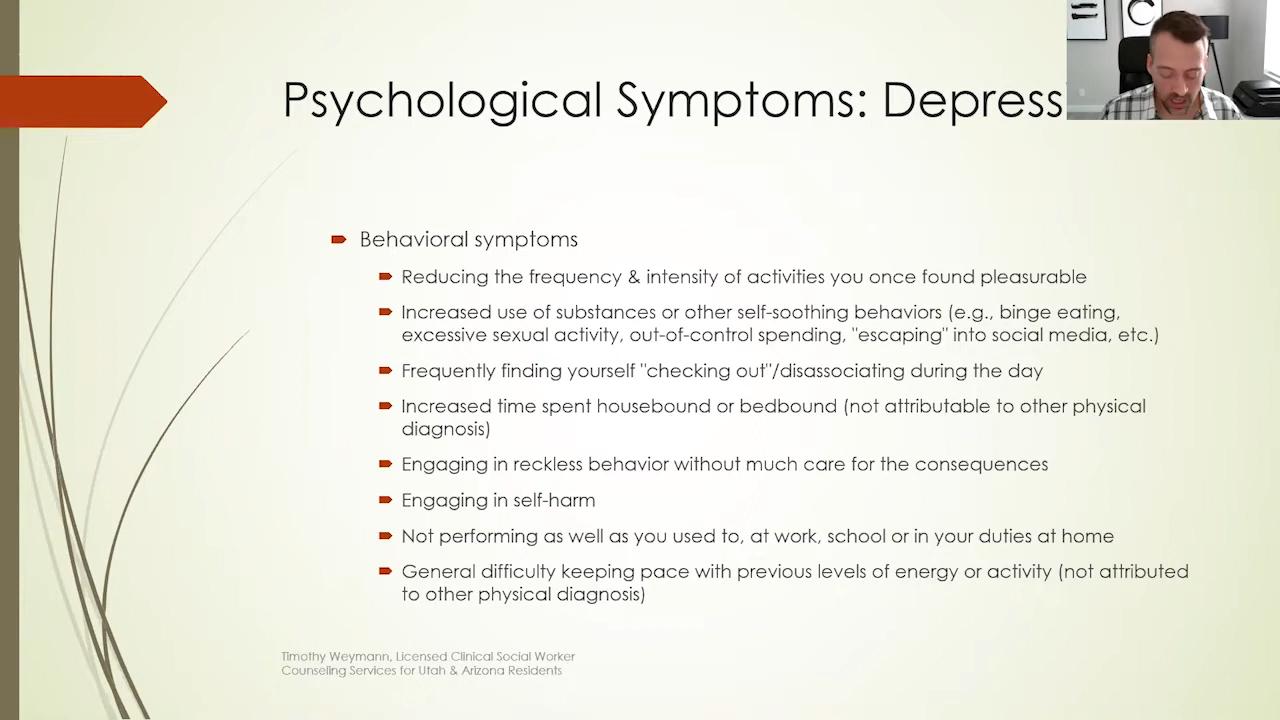 Psychological Symptoms: Depress
Behavioral symptoms
Reducing the frequency & intensity of activities you once found pleasurable
Increased use of substances or other self-soothing behaviors (e.g., binge eating,
excessive sexual activity, out-of-control spending, "escaping" into social media, etc.)
Frequently finding yourself "checking out"/disassociating during the day
Increased time spent housebound or bedbound (not attributable to other physical
diagnosis)
Engaging in reckless behavior without much care for the consequences
Engaging in self-harm
Not performing as well as you used to, at work, school or in your duties at home
General difficulty keeping pace with previous levels of energy or activity (not attributed
to other physical diagnosis)
Timothy Weymann, Licensed Clinical Social Worker
Counseling Services for Utah & Arizona Residents